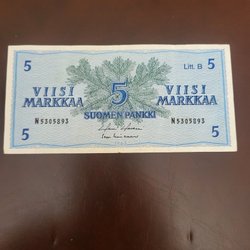 5 Litt. B 5
VIISI 5 VIISI
MARKKAA MARKKAA
SUOMEN PANKKI
N5305893 N5305893
5 5